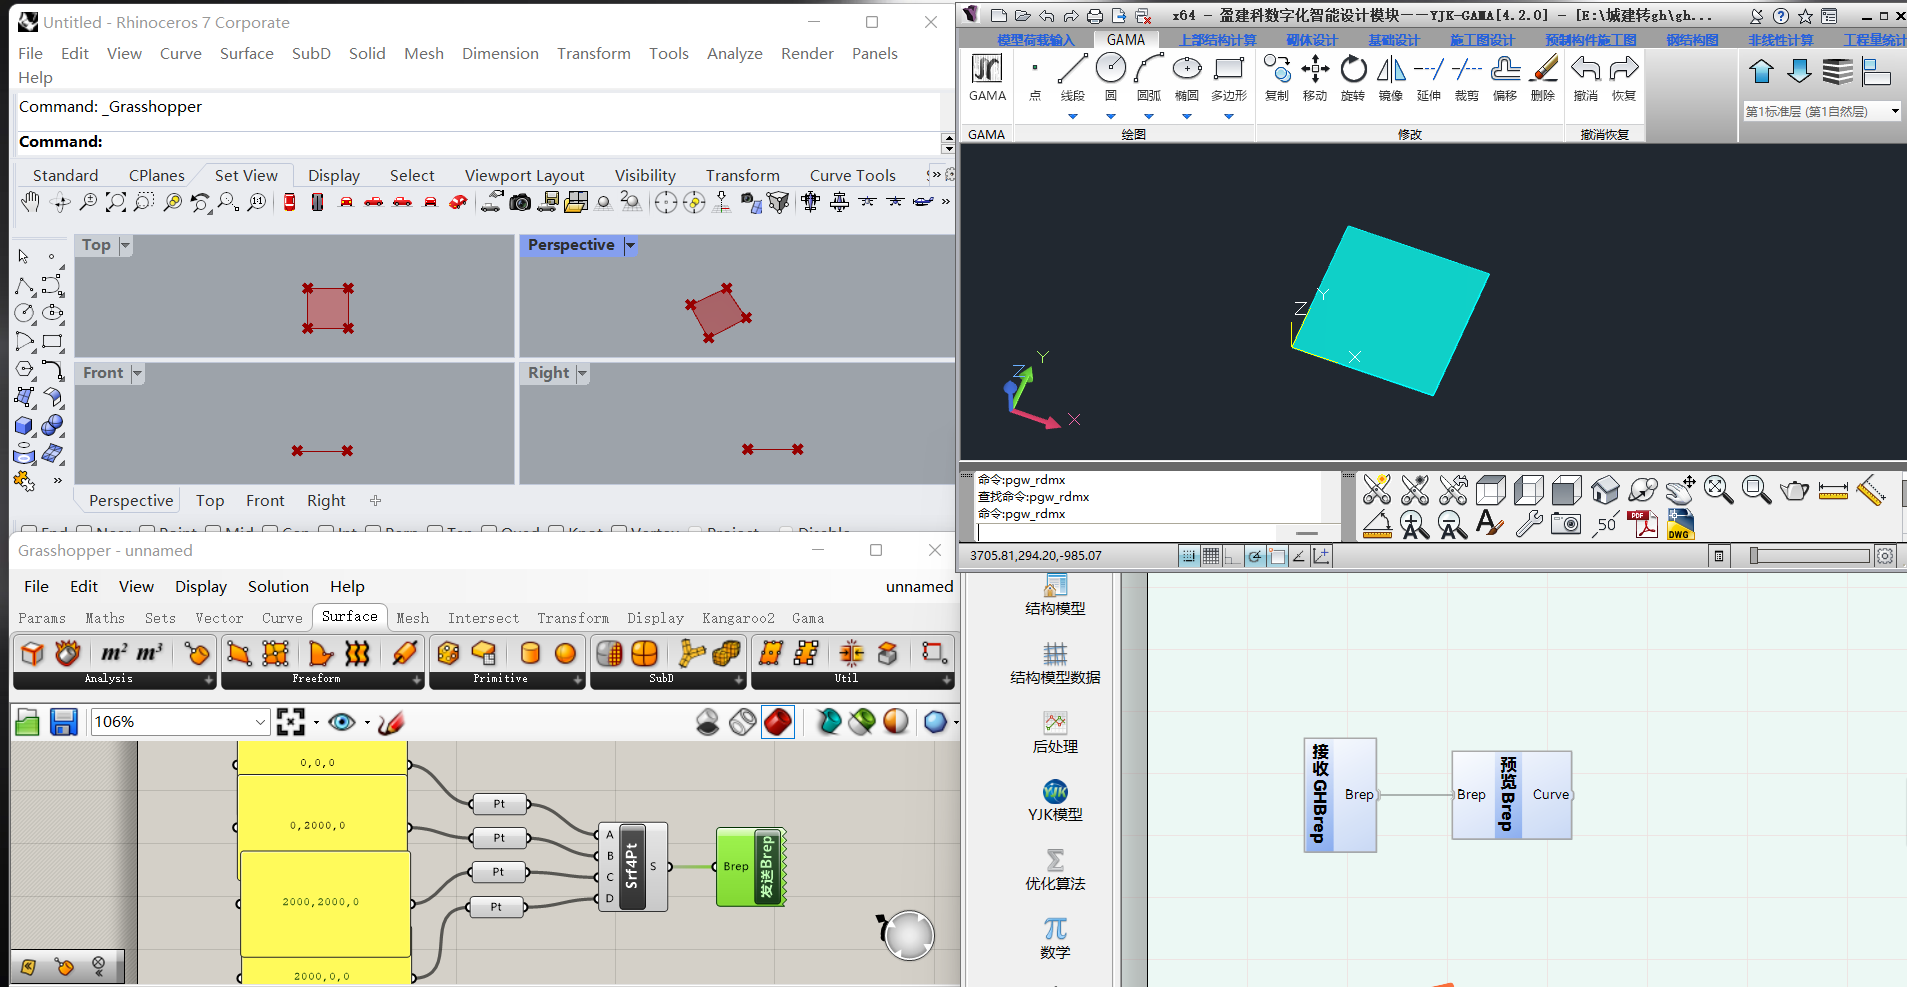 Untitled - Rhinoceros 7 Corporate
File Edit View Curve Surface SubD Solid Mesh Dimension Transform Tools Analyze Render Panels
Help
Command: _Grasshopper
Command:
Standard CPlanes Set View Display Select Viewport Layout Visibility Transform Curve Tools
Top
Perspective
Front
Right
Perspective Top Front Right
Grasshopper - unnamed
File Edit View Display Solution Help unnamed
Params Maths Sets Vector Curve Surface Mesh Intersect Transform Display Kangaroo2 Gama
m² m³
Analysis Freeform Primitive SubD Util
106%
0,0,0
0,2000,0
2000,2000,0
2000,0,0
Pt
Pt
Pt
Pt
A
B
C
D
Srf4Pt
S
Brep
发送Brep
x64 - 盈建科数字化智能设计模块——YJK-GAMA[4.2.0] - [E:\城建转gh\gh...
模型荷载输入 GAMA 上部结构计算 砌体设计 基础设计 施工图设计 预制构件施工图 钢结构图 非线性计算 工程量统计
GAMA 点 线段 圆 圆弧 椭圆 多边形 复制 移动 旋转 镜像 延伸 裁剪 偏移 删除 撤消 恢复
第1标准层 (第1自然层)
GAMA 绘图 修改 撤消恢复
Z
Y
X
Z
Y
X
命令:pgw_rdmx
查找命令:pgw_rdmx
命令:pgw_rdmx
50
PDF
DWG
3705.81,294.20,-985.07
结构模型
结构模型数据
后处理
YJK
YJK模型
优化算法
数学
接收GHBrep
Brep
Brep
预览Brep
Curve